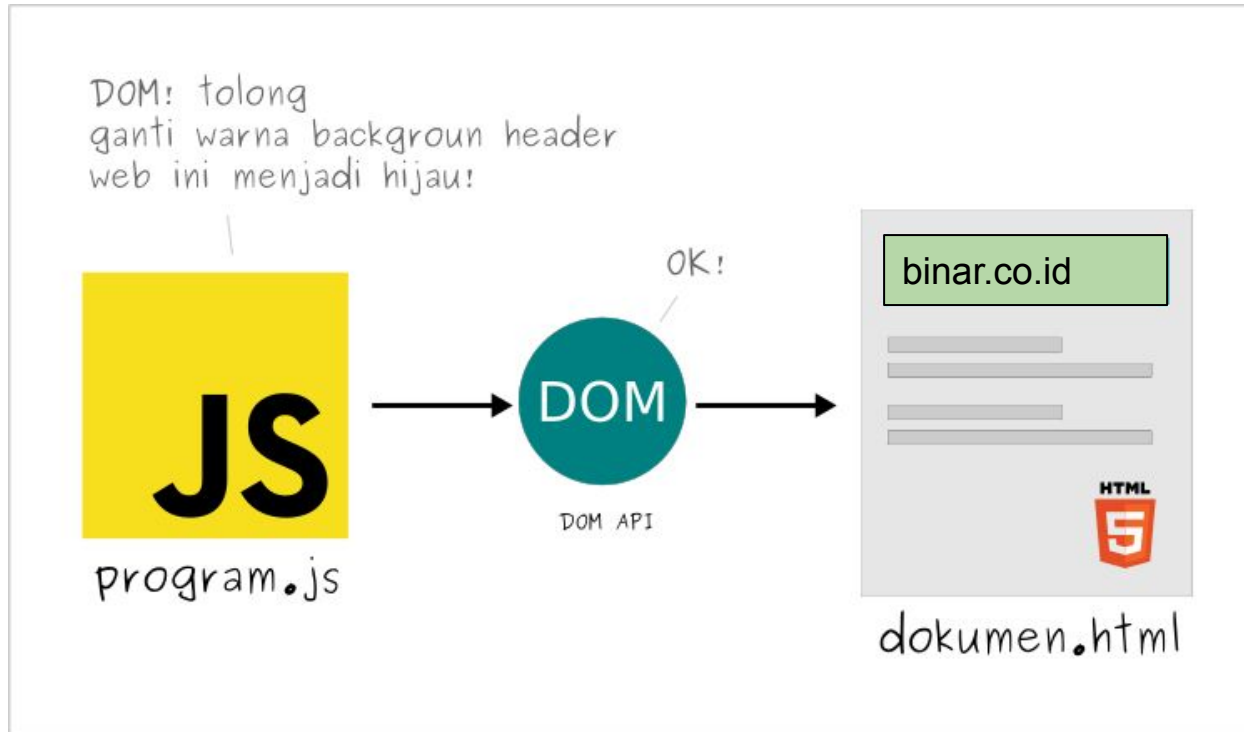 DOM! tolong
ganti warna backgroun header
web ini menjadi hijau!
OK!
JS
program.js
DOM
DOM API
binar.co.id
HTML
5
dokumen.html